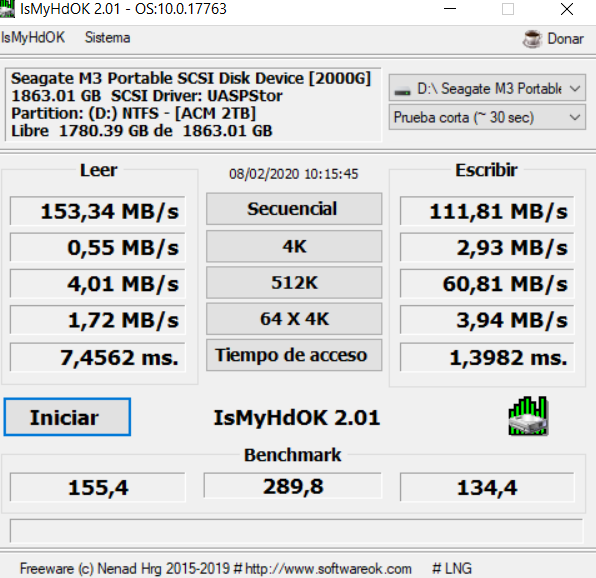 IsMyHdOK 2.01 - OS:10.0.17763
IsMyHdOK Sistema Donar
Seagate M3 Portable SCSI Disk Device [2000G]
1863.01 GB SCSI Driver: UASPStor
Partition: (D:) NTFS - [ACM 2TB]
Libre 1780.39 GB de 1863.01 GB
D:\ Seagate M3 Portable
Prueba corta (~ 30 sec)
Leer 08/02/2020 10:15:45 Escribir
153,34 MB/s Secuencial 111,81 MB/s
0,55 MB/s 4K 2,93 MB/s
4,01 MB/s 512K 60,81 MB/s
1,72 MB/s 64 X 4K 3,94 MB/s
7,4562 ms. Tiempo de acceso 1,3982 ms.
Iniciar IsMyHdOK 2.01
Benchmark
155,4 289,8 134,4
Freeware (c) Nenad Hrg 2015-2019 # http://www.softwareok.com # LNG